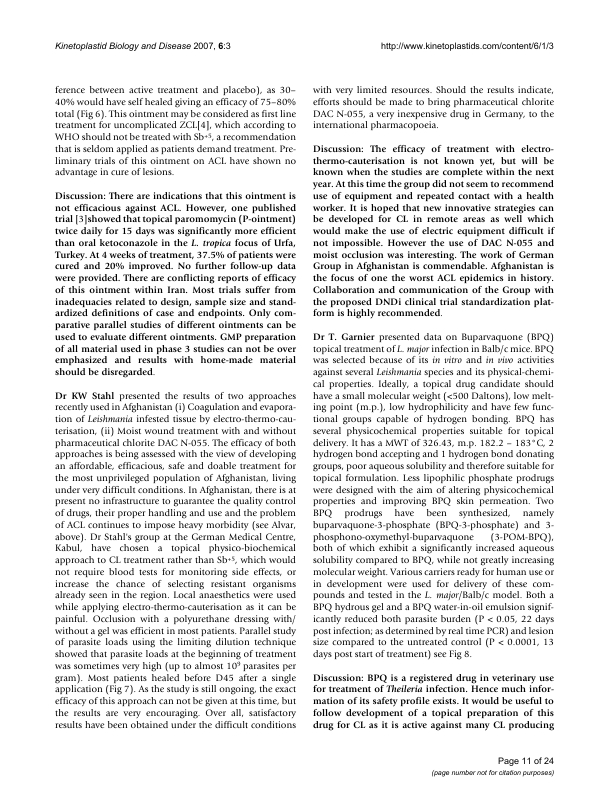 Kinetoplastid Biology and Disease 2007, 6:3
http://www.kinetoplastids.com/content/6/1/3
ference between active treatment and placebo), as 30–
40% would have self healed giving an efficacy of 75–80%
total (Fig 6). This ointment may be considered as first line
treatment for uncomplicated ZCL[4], which according to
WHO should not be treated with Sb+5, a recommendation
that is seldom applied as patients demand treatment. Pre-
liminary trials of this ointment on ACL have shown no
advantage in cure of lesions.
Discussion: There are indications that this ointment is
not efficacious against ACL. However, one published
trial [3]showed that topical paromomycin (P-ointment)
twice daily for 15 days was significantly more efficient
than oral ketoconazole in the L. tropica focus of Urfa,
Turkey. At 4 weeks of treatment, 37.5% of patients were
cured and 20% improved. No further follow-up data
were provided. There are conflicting reports of efficacy
of this ointment within Iran. Most trials suffer from
inadequacies related to design, sample size and stand-
ardized definitions of case and endpoints. Only com-
parative parallel studies of different ointments can be
used to evaluate different ointments. GMP preparation
of all material used in phase 3 studies can not be over
emphasized and results with home-made material
should be disregarded.
Dr KW Stahl presented the results of two approaches
recently used in Afghanistan (i) Coagulation and evapora-
tion of Leishmania infested tissue by electro-thermo-cau-
terisation, (ii) Moist wound treatment with and without
pharmaceutical chlorite DAC N-055. The efficacy of both
approaches is being assessed with the view of developing
an affordable, efficacious, safe and doable treatment for
the most unprivileged population of Afghanistan, living
under very difficult conditions. In Afghanistan, there is at
present no infrastructure to guarantee the quality control
of drugs, their proper handling and use and the problem
of ACL continues to impose heavy morbidity (see Alvar,
above). Dr Stahl's group at the German Medical Centre,
Kabul, have chosen a topical physico-biochemical
approach to CL treatment rather than Sb+5, which would
not require blood tests for monitoring side effects, or
increase the chance of selecting resistant organisms
already seen in the region. Local anaesthetics were used
while applying electro-thermo-cauterisation as it can be
painful. Occlusion with a polyurethane dressing with/
without a gel was efficient in most patients. Parallel study
of parasite loads using the limiting dilution technique
showed that parasite loads at the beginning of treatment
was sometimes very high (up to almost 10⁹ parasites per
gram). Most patients healed before D45 after a single
application (Fig 7). As the study is still ongoing, the exact
efficacy of this approach can not be given at this time, but
the results are very encouraging. Over all, satisfactory
results have been obtained under the difficult conditions
with very limited resources. Should the results indicate,
efforts should be made to bring pharmaceutical chlorite
DAC N-055, a very inexpensive drug in Germany, to the
international pharmacopoeia.
Discussion: The efficacy of treatment with electro-
thermo-cauterisation is not known yet, but will be
known when the studies are complete within the next
year. At this time the group did not seem to recommend
use of equipment and repeated contact with a health
worker. It is hoped that new innovative strategies can
be developed for CL in remote areas as well which
would make the use of electric equipment difficult if
not impossible. However the use of DAC N-055 and
moist occlusion was interesting. The work of German
Group in Afghanistan is commendable. Afghanistan is
the focus of one the worst ACL epidemics in history.
Collaboration and communication of the Group with
the proposed DNDi clinical trial standardization plat-
form is highly recommended.
Dr T. Garnier presented data on Buparvaquone (BPQ)
topical treatment of L. major infection in Balb/c mice. BPQ
was selected because of its in vitro and in vivo activities
against several Leishmania species and its physical-chemi-
cal properties. Ideally, a topical drug candidate should
have a small molecular weight (<500 Daltons), low melt-
ing point (m.p.), low hydrophilicity and have few func-
tional groups capable of hydrogen bonding. BPQ has
several physicochemical properties suitable for topical
delivery. It has a MWT of 326.43, m.p. 182.2 – 183°C, 2
hydrogen bond accepting and 1 hydrogen bond donating
groups, poor aqueous solubility and therefore suitable for
topical formulation. Less lipophilic phosphate prodrugs
were designed with the aim of altering physicochemical
properties and improving BPQ skin permeation. Two
BPQ prodrugs have been synthesized, namely
buparvaquone-3-phosphate (BPQ-3-phosphate) and 3-
phosphono-oxymethyl-buparvaquone (3-POM-BPQ),
both of which exhibit a significantly increased aqueous
solubility compared to BPQ, while not greatly increasing
molecular weight. Various carriers ready for human use or
in development were used for delivery of these com-
pounds and tested in the L. major/Balb/c model. Both a
BPQ hydrous gel and a BPQ water-in-oil emulsion signif-
icantly reduced both parasite burden (P < 0.05, 22 days
post infection; as determined by real time PCR) and lesion
size compared to the untreated control (P < 0.0001, 13
days post start of treatment) see Fig 8.
Discussion: BPQ is a registered drug in veterinary use
for treatment of Theileria infection. Hence much infor-
mation of its safety profile exists. It would be useful to
follow development of a topical preparation of this
drug for CL as it is active against many CL producing
Page 11 of 24
(page number not for citation purposes)